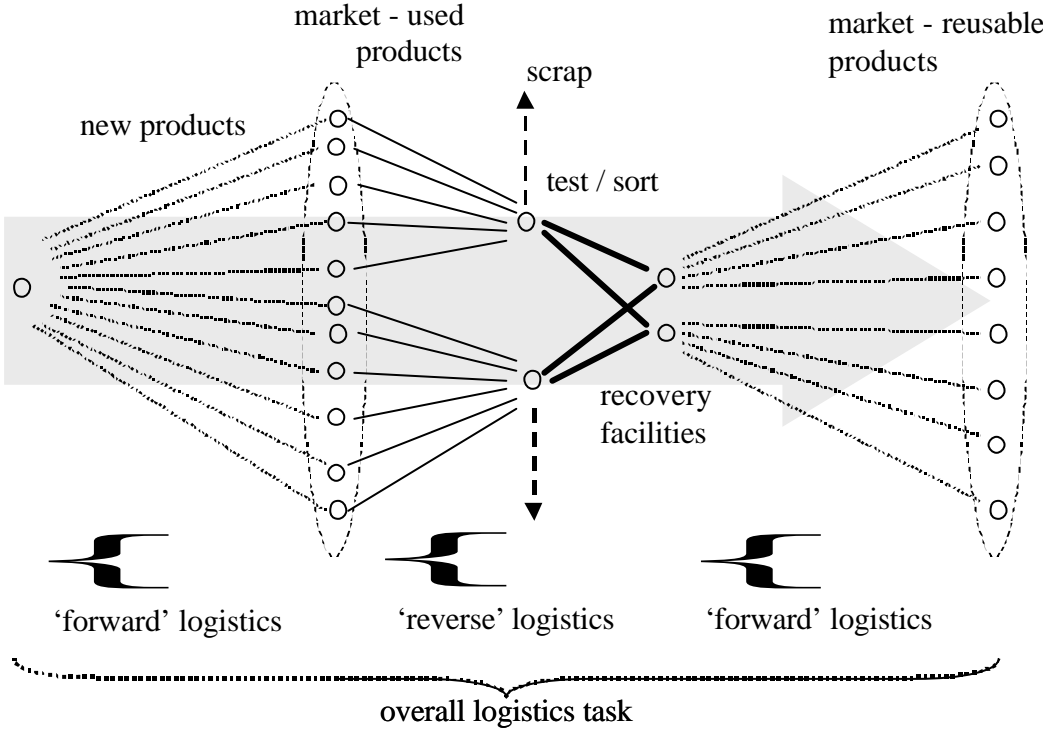 market - used
products
market - reusable
products
scrap
new products
test / sort
recovery
facilities
‘forward’ logistics
‘reverse’ logistics
‘forward’ logistics
overall logistics task